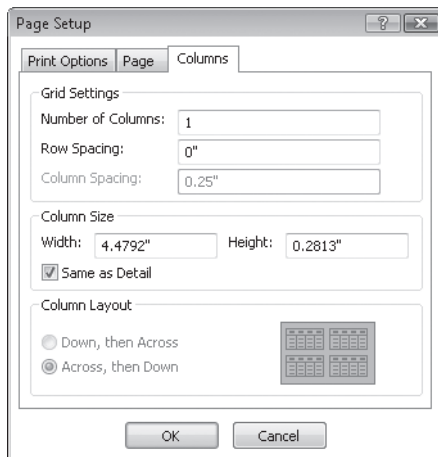 Page Setup
Print Options Page Columns
Grid Settings
Number of Columns: 1
Row Spacing: 0"
Column Spacing: 0.25"
Column Size
Width: 4.4792" Height: 0.2813"
Same as Detail
Column Layout
Down, then Across
Across, then Down
OK Cancel